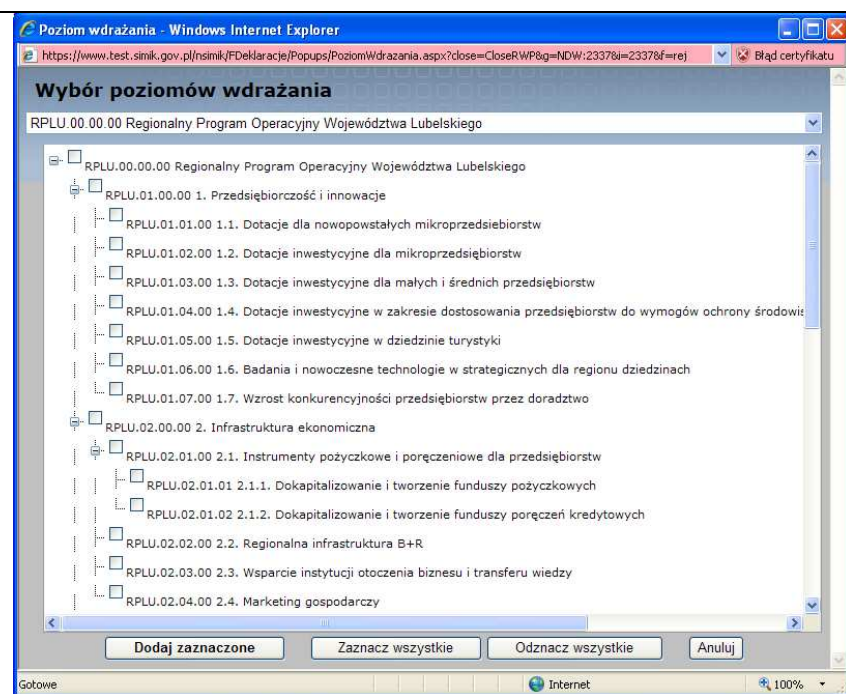 Poziom wdrażania - Windows Internet Explorer
https://www.test.simik.gov.pl/nsimik/FDeklaracje/Popups/PoziomWdrazania.aspx?close=CloseRWP&g=NDW:2337&i=2337&f=rej Błąd certyfikatu
Wybór poziomów wdrażania
RPLU.00.00.00 Regionalny Program Operacyjny Województwa Lubelskiego
RPLU.00.00.00 Regionalny Program Operacyjny Województwa Lubelskiego
RPLU.01.00.00 1. Przedsiębiorczość i innowacje
RPLU.01.01.00 1.1. Dotacje dla nowopowstałych mikroprzedsiebiorstw
RPLU.01.02.00 1.2. Dotacje inwestycyjne dla mikroprzedsiębiorstw
RPLU.01.03.00 1.3. Dotacje inwestycyjne dla małych i średnich przedsiębiorstw
RPLU.01.04.00 1.4. Dotacje inwestycyjne w zakresie dostosowania przedsiębiorstw do wymogów ochrony środowis
RPLU.01.05.00 1.5. Dotacje inwestycyjne w dziedzinie turystyki
RPLU.01.06.00 1.6. Badania i nowoczesne technologie w strategicznych dla regionu dziedzinach
RPLU.01.07.00 1.7. Wzrost konkurencyjności przedsiębiorstw przez doradztwo
RPLU.02.00.00 2. Infrastruktura ekonomiczna
RPLU.02.01.00 2.1. Instrumenty pożyczkowe i poręczeniowe dla przedsiębiorstw
RPLU.02.01.01 2.1.1. Dokapitalizowanie i tworzenie funduszy pożyczkowych
RPLU.02.01.02 2.1.2. Dokapitalizowanie i tworzenie funduszy poręczeń kredytowych
RPLU.02.02.00 2.2. Regionalna infrastruktura B+R
RPLU.02.03.00 2.3. Wsparcie instytucji otoczenia biznesu i transferu wiedzy
RPLU.02.04.00 2.4. Marketing gospodarczy
Dodaj zaznaczone Zaznacz wszystkie Odznacz wszystkie Anuluj
Gotowe Internet 100%